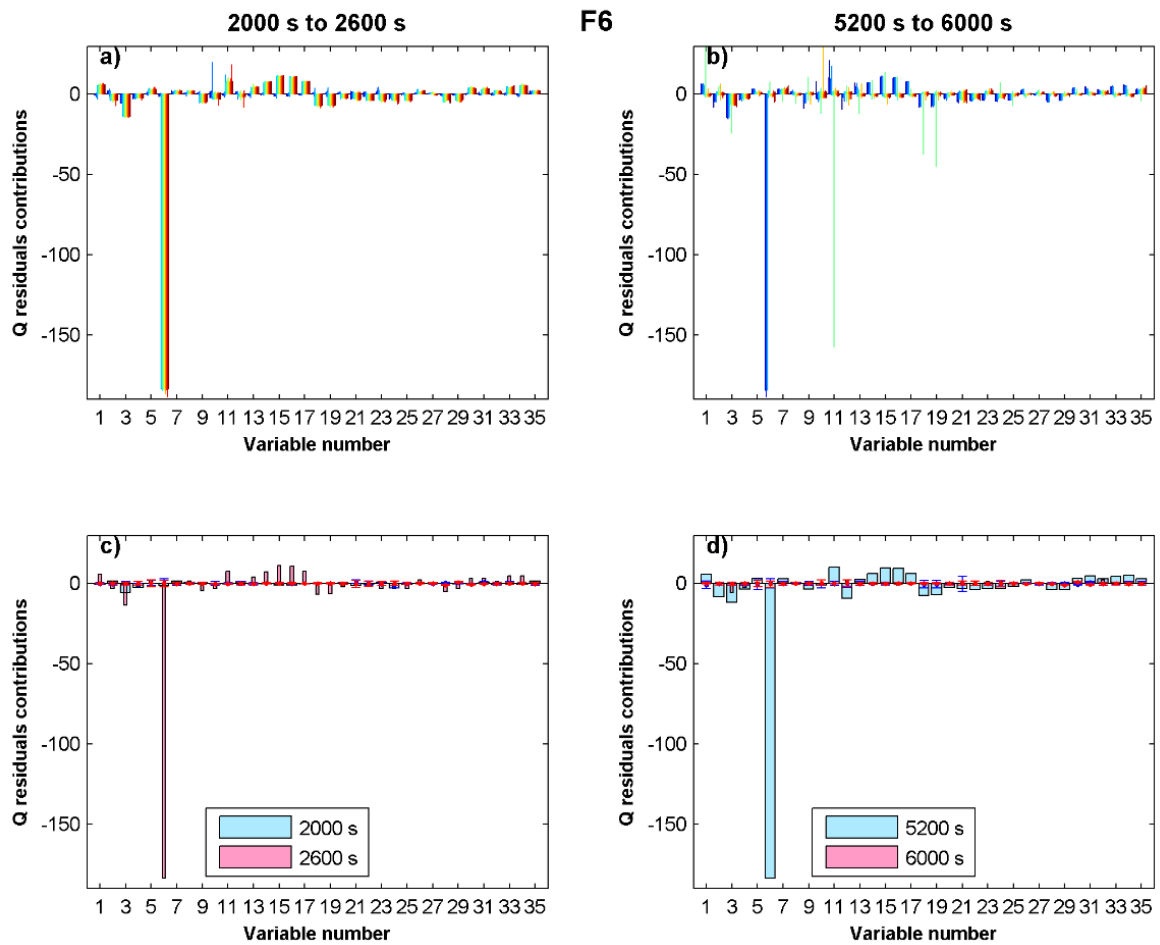 2000 s to 2600 s F6 5200 s to 6000 s
a)
0
-50
-100
-150
Q residuals contributions
1 3 5 7 9 11 13 15 17 19 21 23 25 27 29 31 33 35
Variable number
b)
0
-50
-100
-150
Q residuals contributions
1 3 5 7 9 11 13 15 17 19 21 23 25 27 29 31 33 35
Variable number
c)
0
-50
-100
-150
Q residuals contributions
2000 s
2600 s
1 3 5 7 9 11 13 15 17 19 21 23 25 27 29 31 33 35
Variable number
d)
0
-50
-100
-150
Q residuals contributions
5200 s
6000 s
1 3 5 7 9 11 13 15 17 19 21 23 25 27 29 31 33 35
Variable number